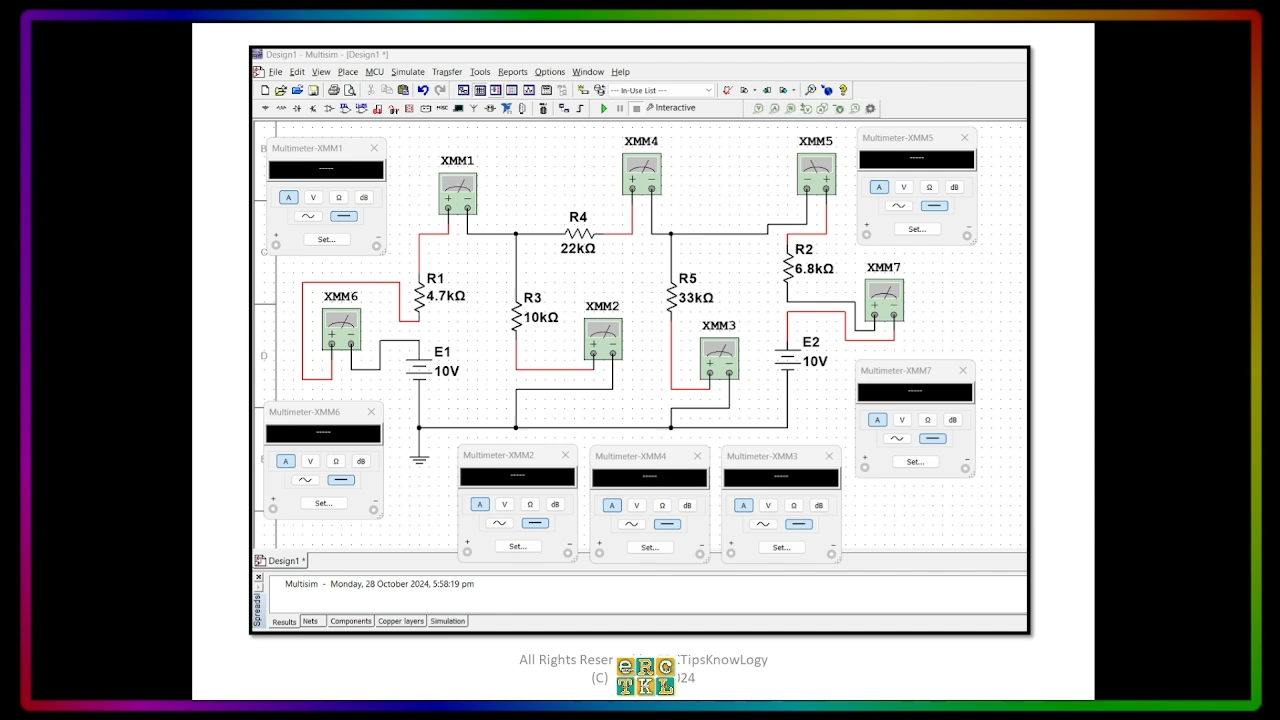 Design1 - Multisim - [Design1 *]
File Edit View Place MCU Simulate Transfer Tools Reports Options Window Help
--- In-Use List ---
Interactive
Multimeter-XMM1
-----
A V Ω dB
Set...
+ -
XMM1
XMM4
XMM5
Multimeter-XMM5
-----
A V Ω dB
Set...
+ -
R4
22kΩ
R1
4.7kΩ
R3
10kΩ
R5
33kΩ
R2
6.8kΩ
XMM7
XMM6
XMM2
XMM3
E1
10V
E2
10V
Multimeter-XMM7
-----
A V Ω dB
Set...
+ -
Multimeter-XMM6
-----
A V Ω dB
Set...
+ -
Multimeter-XMM2
-----
A V Ω dB
Set...
+ -
Multimeter-XMM4
-----
A V Ω dB
Set...
+ -
Multimeter-XMM3
-----
A V Ω dB
Set...
+ -
Design1 *
Multisim - Monday, 28 October 2024, 5:58:19 pm
Results Nets Components Copper layers Simulation
All Rights TipsKnowLogy
(C) 24
eRC
TKL